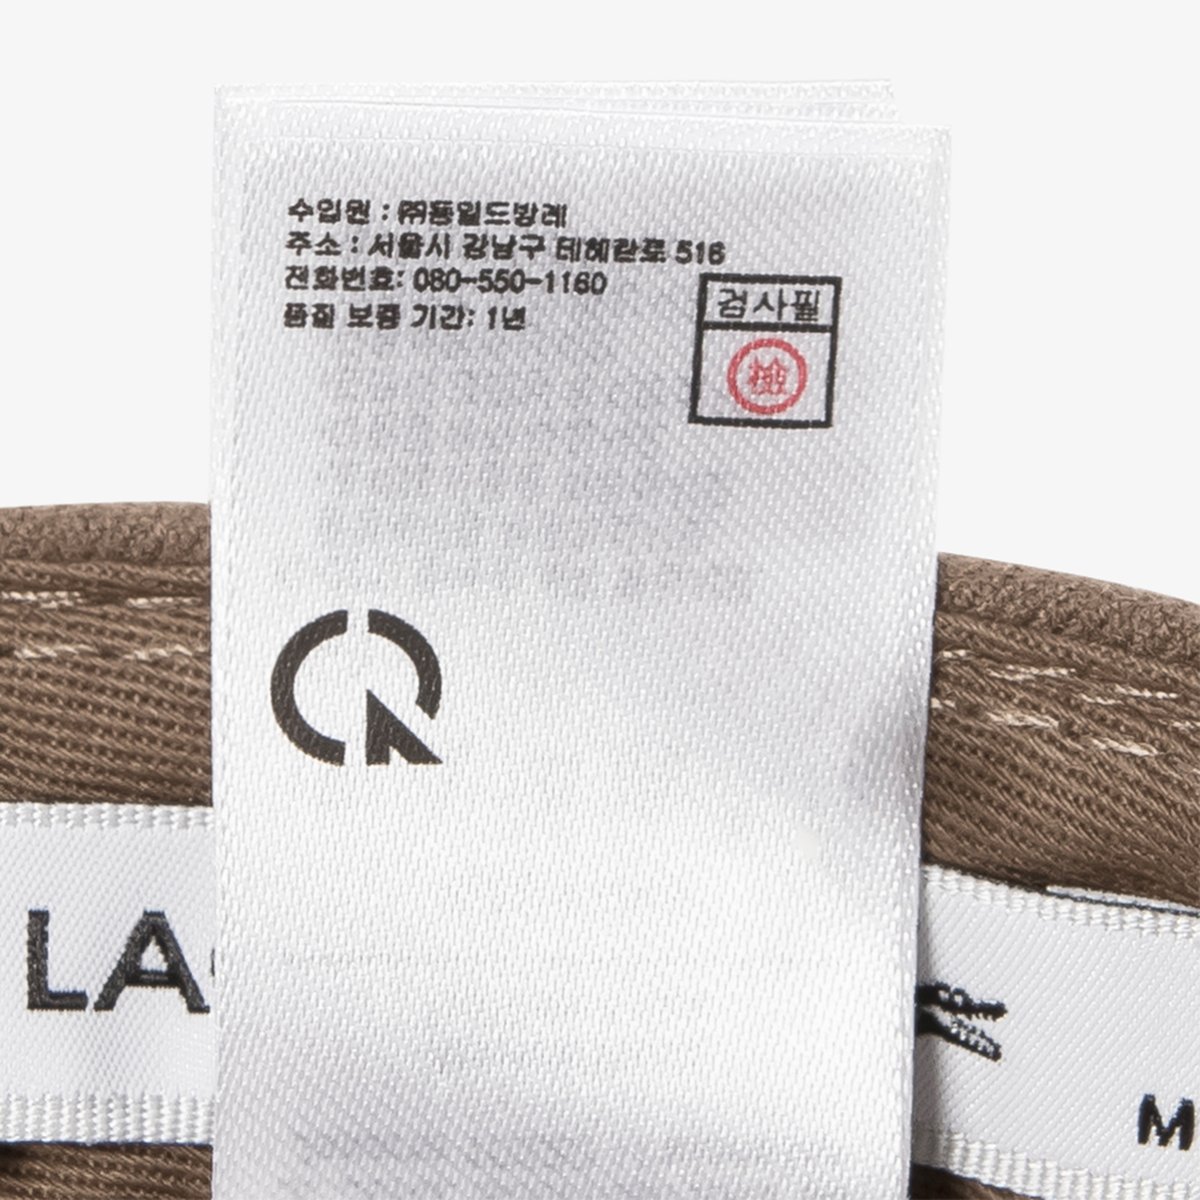 수입원 : ㈜동일드방레
주소 : 서울시 강남구 테헤란로 516
전화번호: 080-550-1160
품질 보증 기간: 1년
검사필
檢
LA
M